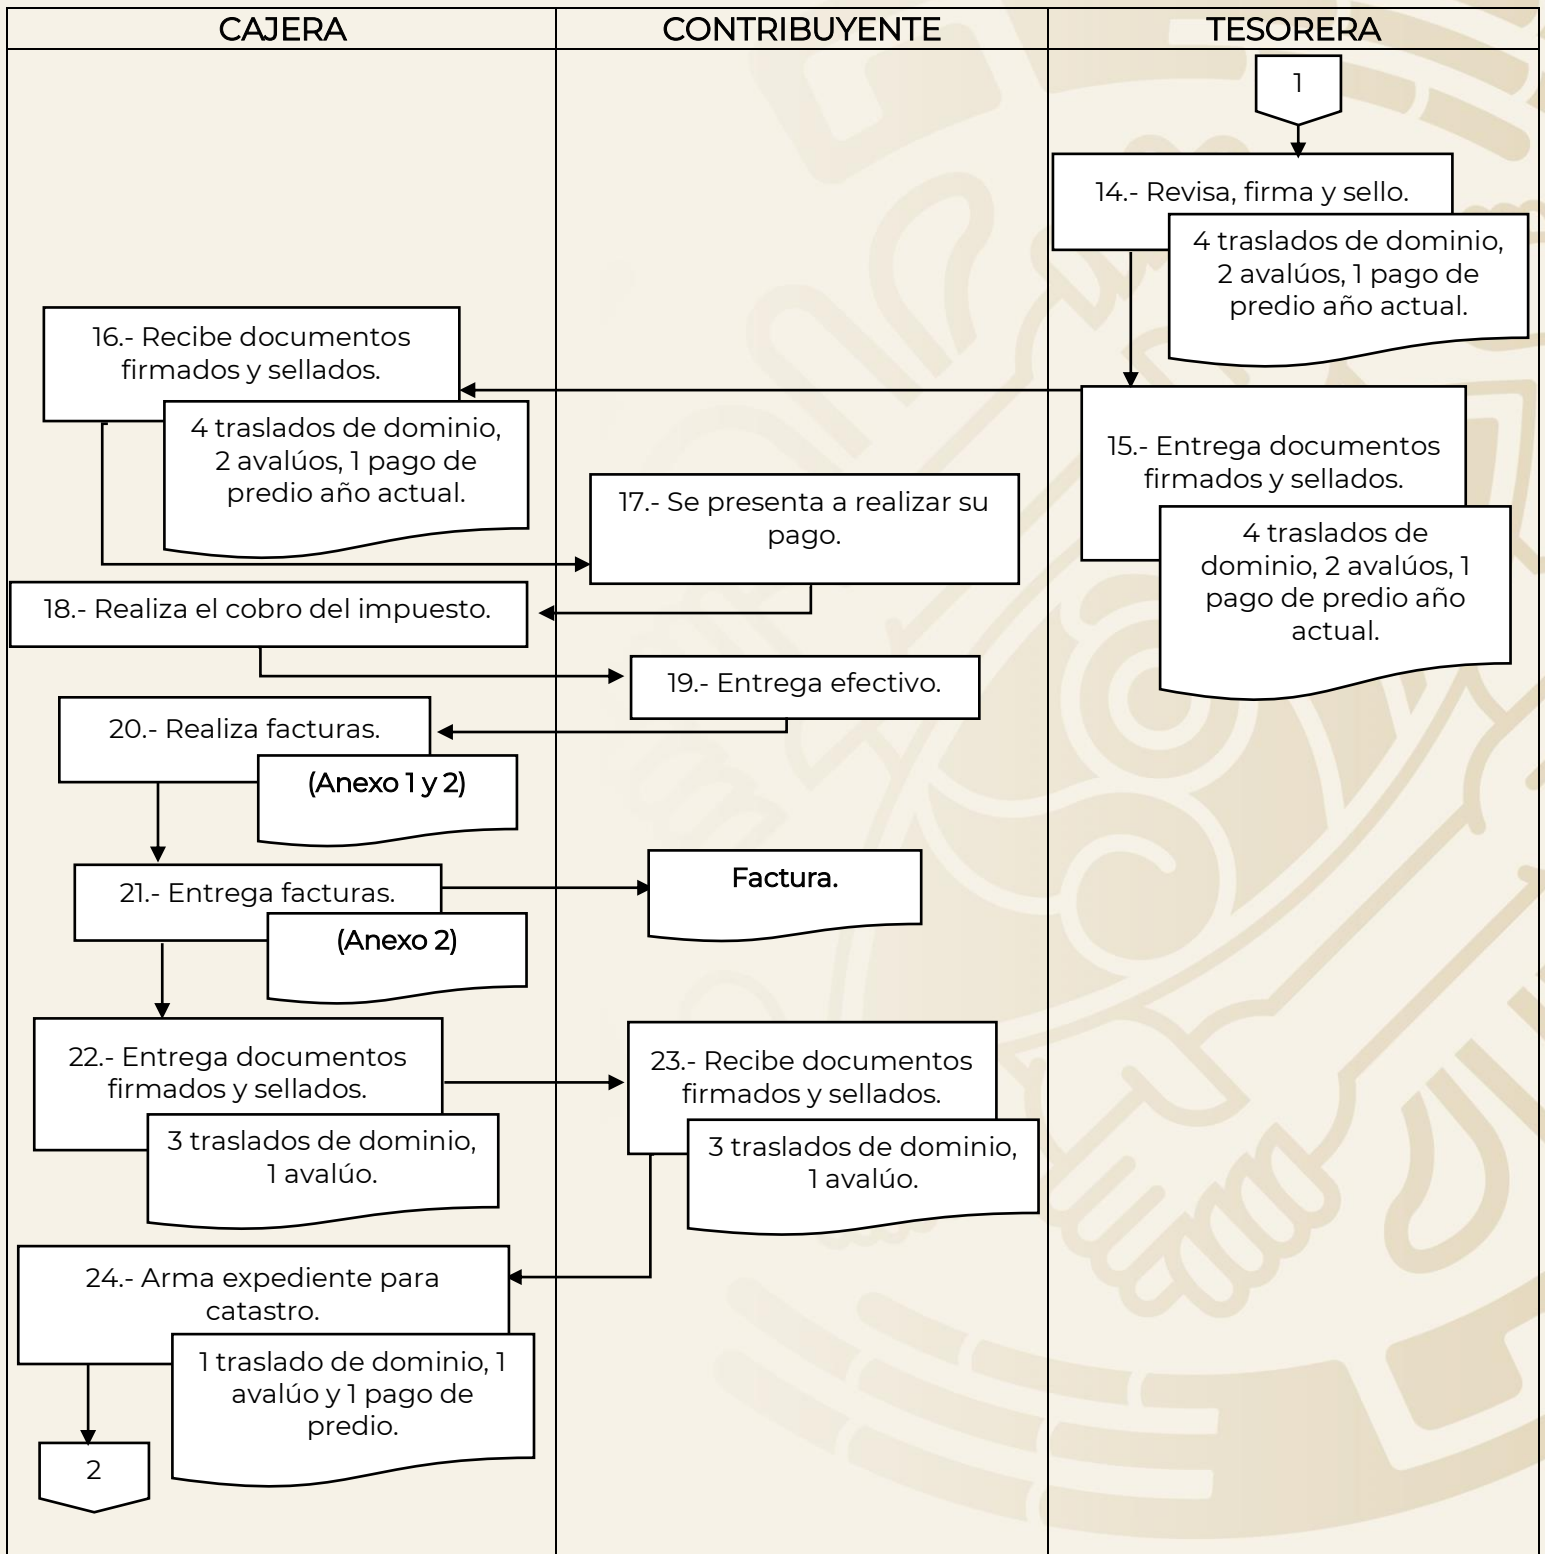 CAJERA
CONTRIBUYENTE
TESORERA
1
14.- Revisa, firma y sello.
4 traslados de dominio,
2 avalúos, 1 pago de
predio año actual.
15.- Entrega documentos
firmados y sellados.
4 traslados de
dominio, 2 avalúos, 1
pago de predio año
actual.
16.- Recibe documentos
firmados y sellados.
4 traslados de dominio,
2 avalúos, 1 pago de
predio año actual.
17.- Se presenta a realizar su
pago.
18.- Realiza el cobro del impuesto.
19.- Entrega efectivo.
20.- Realiza facturas.
(Anexo 1 y 2)
21.- Entrega facturas.
(Anexo 2)
Factura.
22.- Entrega documentos
firmados y sellados.
3 traslados de dominio,
1 avalúo.
23.- Recibe documentos
firmados y sellados.
3 traslados de dominio,
1 avalúo.
24.- Arma expediente para
catastro.
1 traslado de dominio, 1
avalúo y 1 pago de
predio.
2